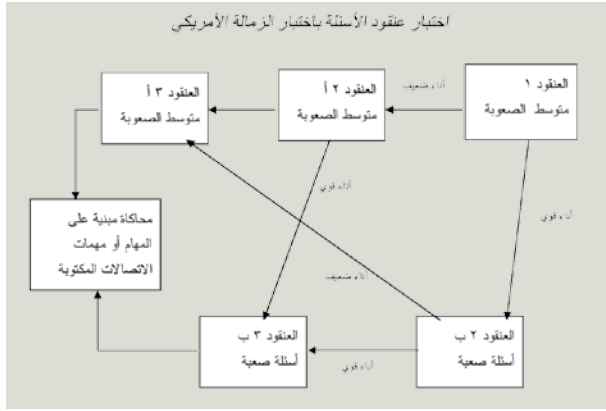 اختبار عنقود الأسئلة بأختبار الزمالة الأمريكي
العنقود ١
متوسط الصعوبة
أداء ضعيف
العنقود ٢ أ
متوسط الصعوبة
العنقود ٣ أ
متوسط الصعوبة
أداء قوي
أداء قوي
محاكاة مبنية على
المهام أو مهمات
الاتصالات المكتوبة
أداء ضعيف
العنقود ٢ ب
أسئلة صعبة
أداء قوي
العنقود ٣ ب
أسئلة صعبة